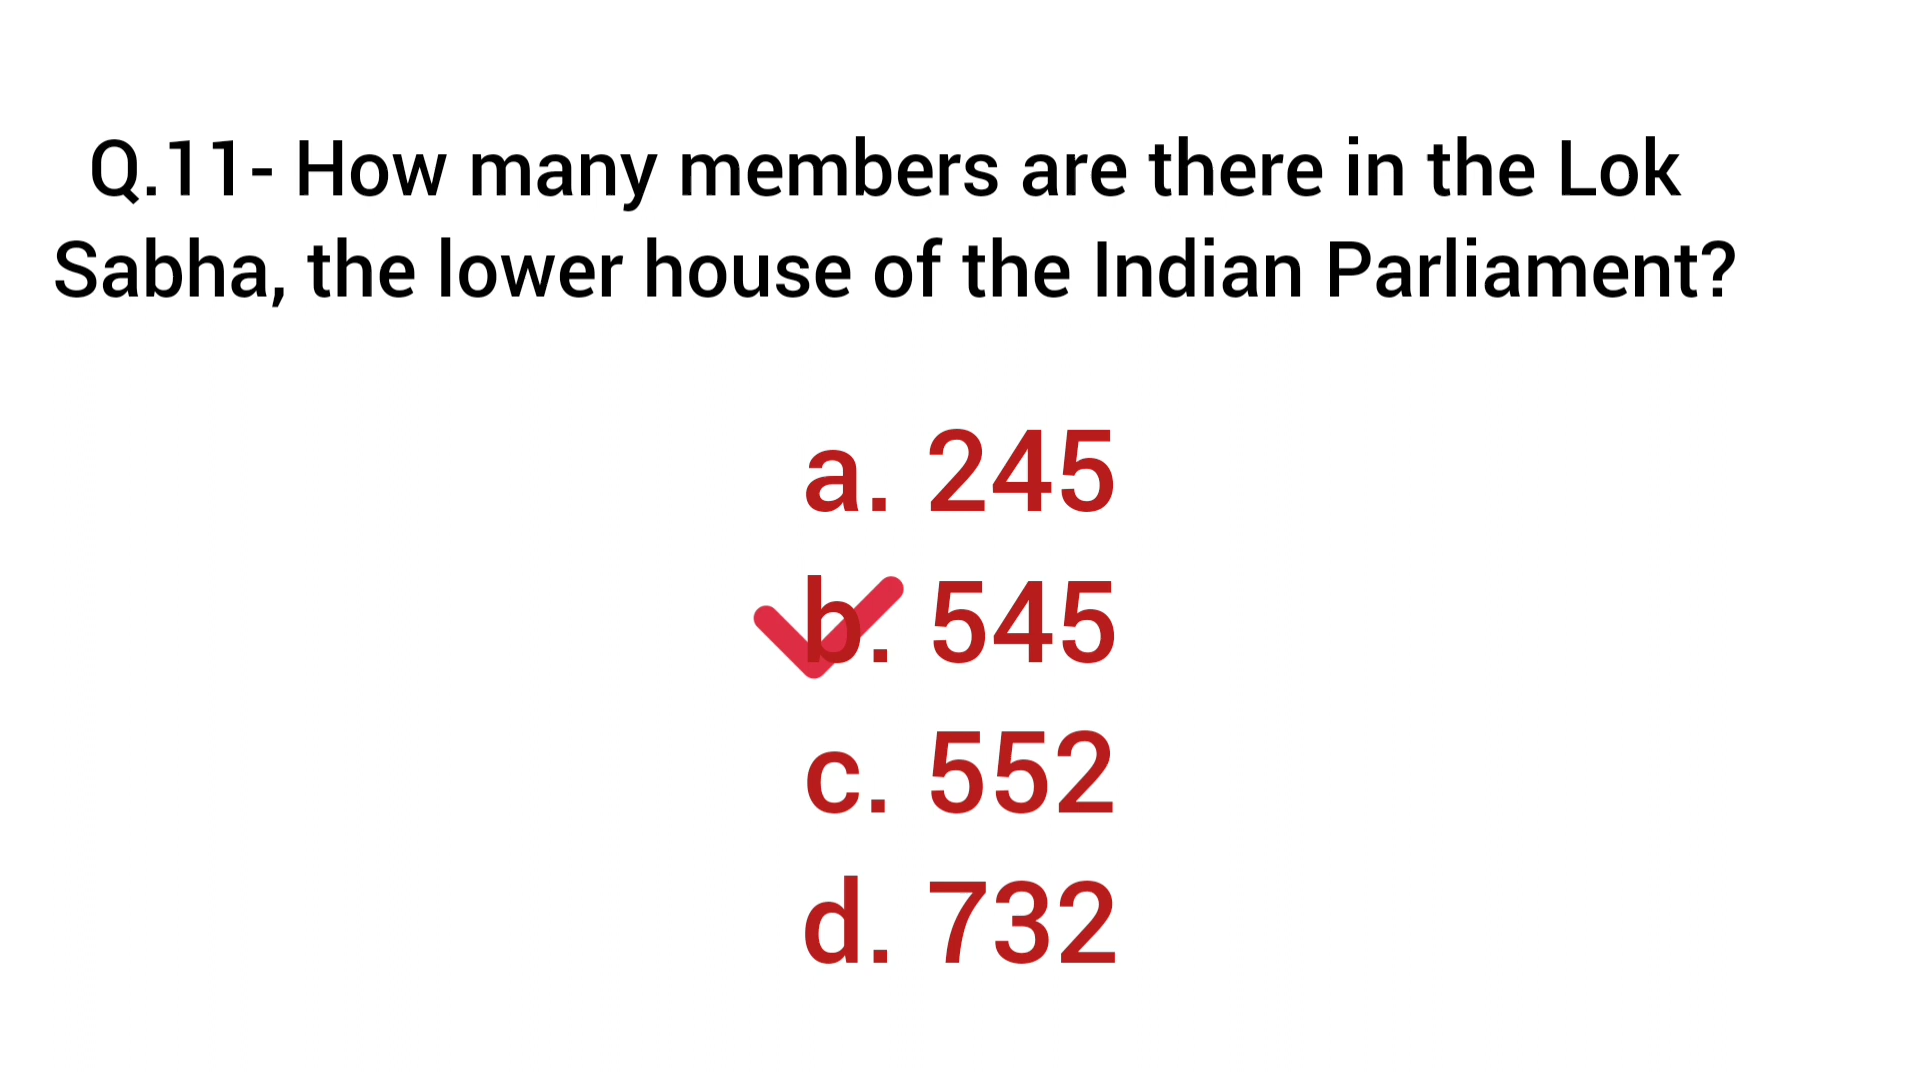 Q.11- How many members are there in the Lok
Sabha, the lower house of the Indian Parliament?
a. 245
b. 545
c. 552
d. 732